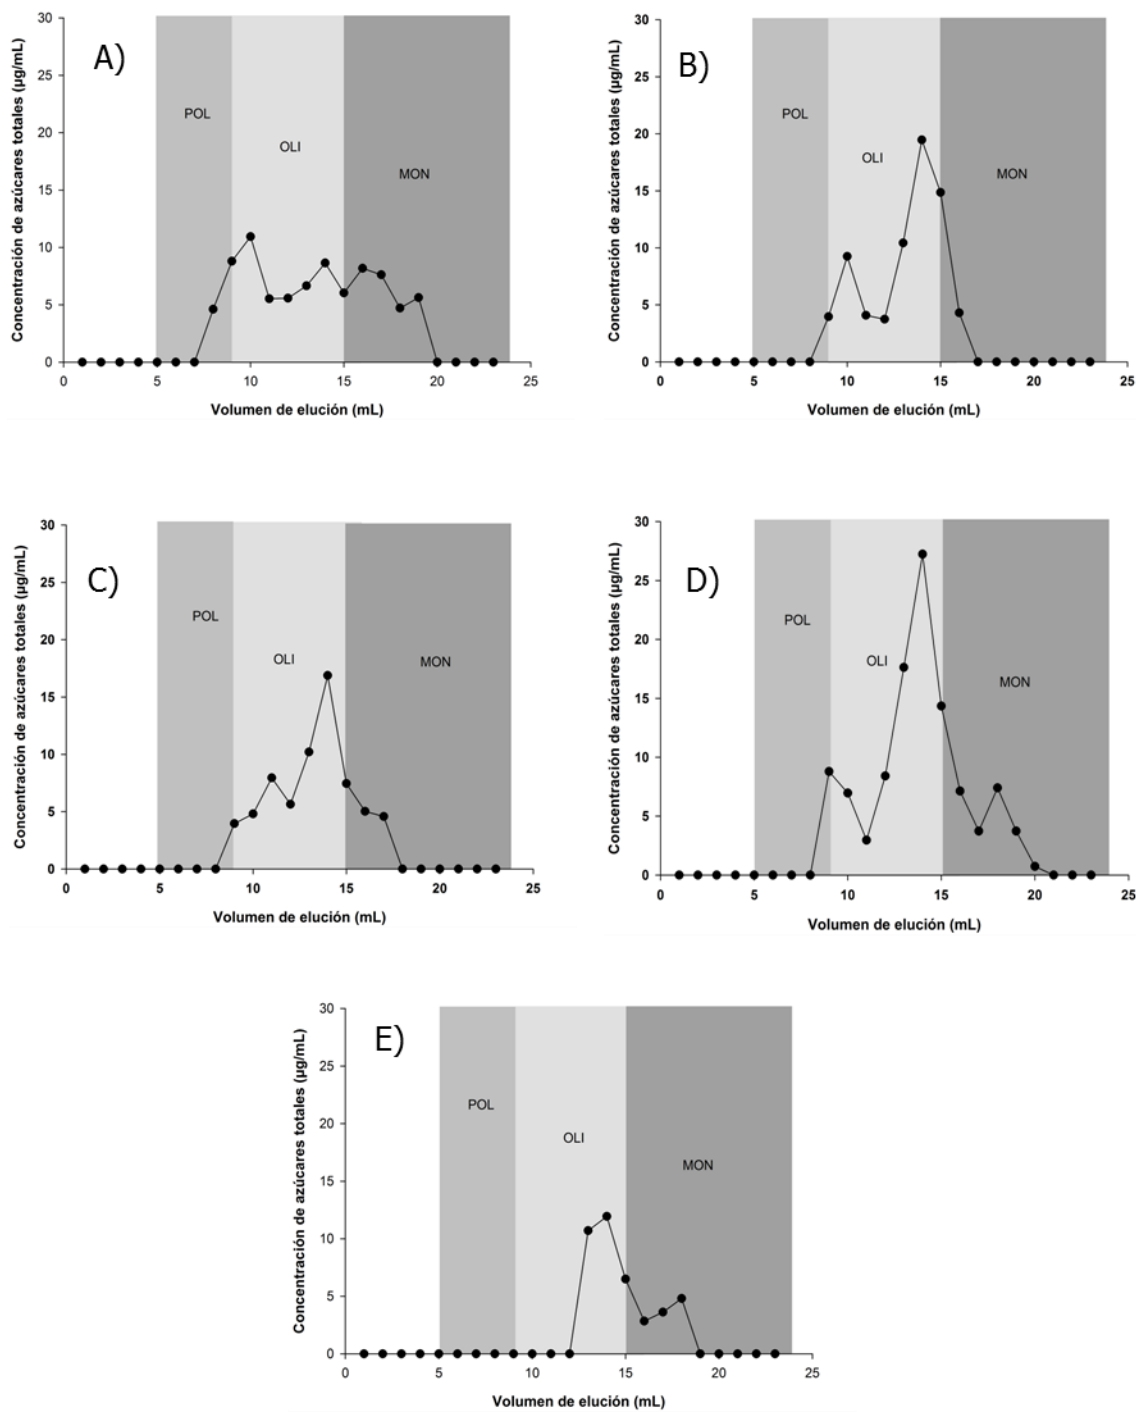 A)
Concentración de azúcares totales (µg/mL)
30
25
20
15
10
5
0
POL
OLI
MON
0 5 10 15 20 25
Volumen de elución (mL)
B)
Concentración de azúcares totales (µg/mL)
30
25
20
15
10
5
0
POL
OLI
MON
0 5 10 15 20 25
Volumen de elución (mL)
C)
Concentración de azúcares totales (µg/mL)
30
25
20
15
10
5
0
POL
OLI
MON
0 5 10 15 20 25
Volumen de elución (mL)
D)
Concentración de azúcares totales (µg/mL)
30
25
20
15
10
5
0
POL
OLI
MON
0 5 10 15 20 25
Volumen de elución (mL)
E)
Concentración de azúcares totales (µg/mL)
30
25
20
15
10
5
0
POL
OLI
MON
0 5 10 15 20 25
Volumen de elución (mL)